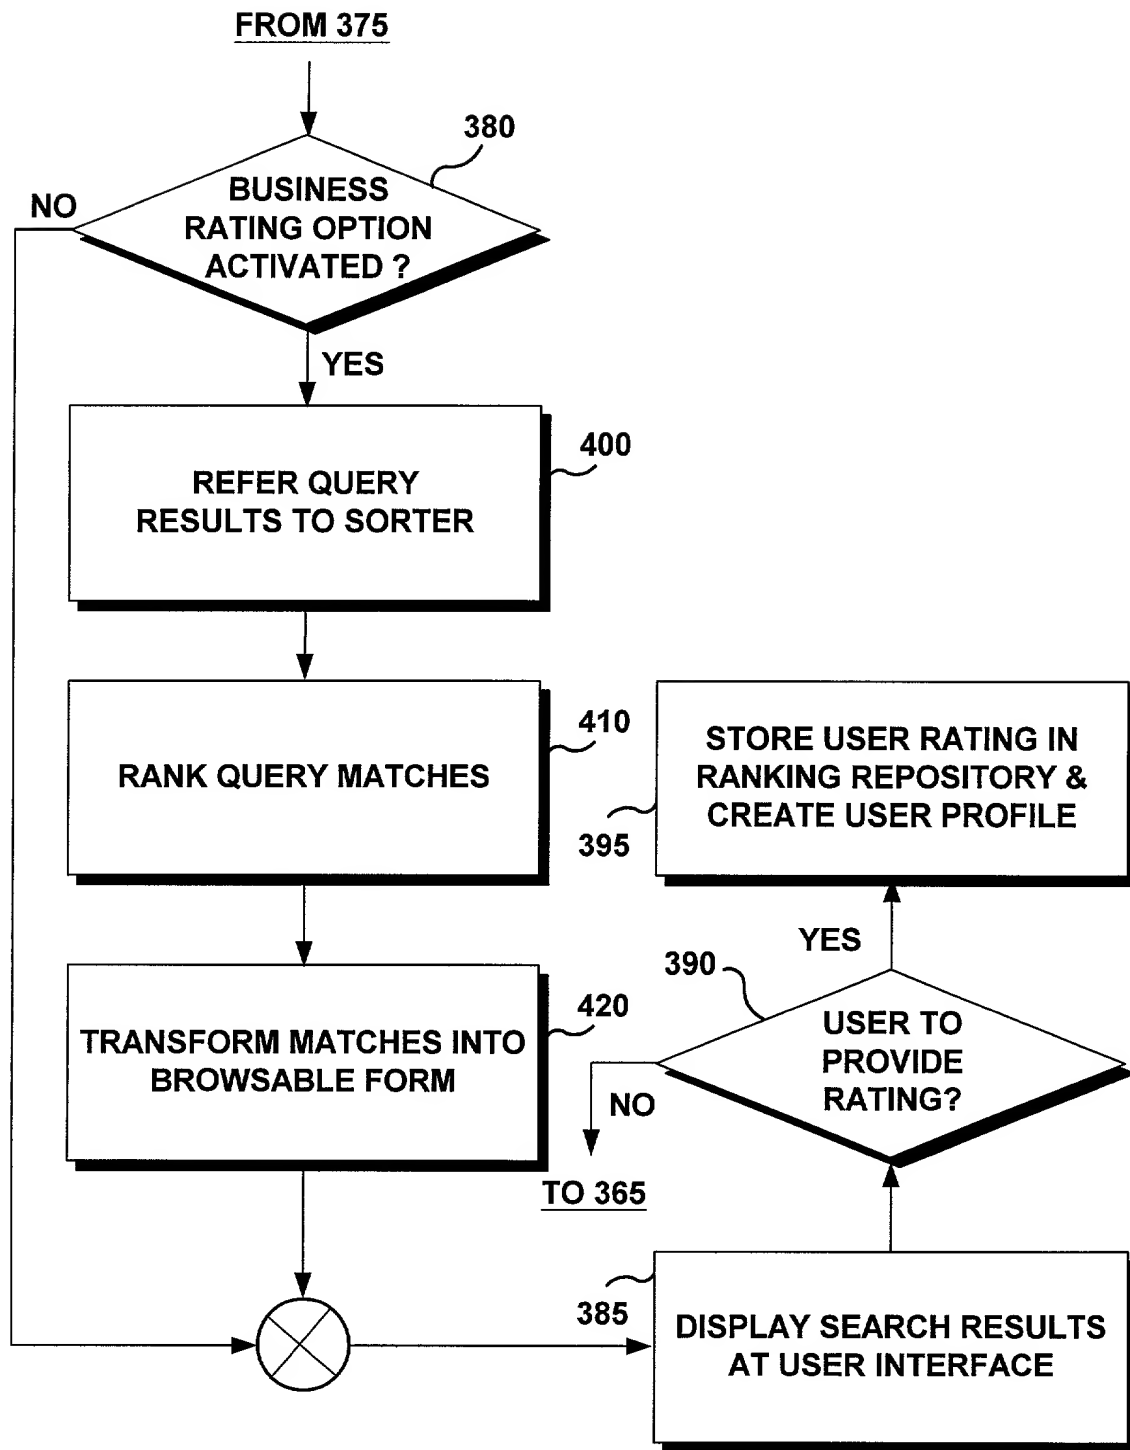 FROM 375
380
NO
BUSINESS
RATING OPTION
ACTIVATED ?
YES
400
REFER QUERY
RESULTS TO SORTER
410
RANK QUERY MATCHES
STORE USER RATING IN
RANKING REPOSITORY &
CREATE USER PROFILE
395
YES
390
420
TRANSFORM MATCHES INTO
BROWSABLE FORM
USER TO
PROVIDE
RATING?
NO
TO 365
385
DISPLAY SEARCH RESULTS
AT USER INTERFACE